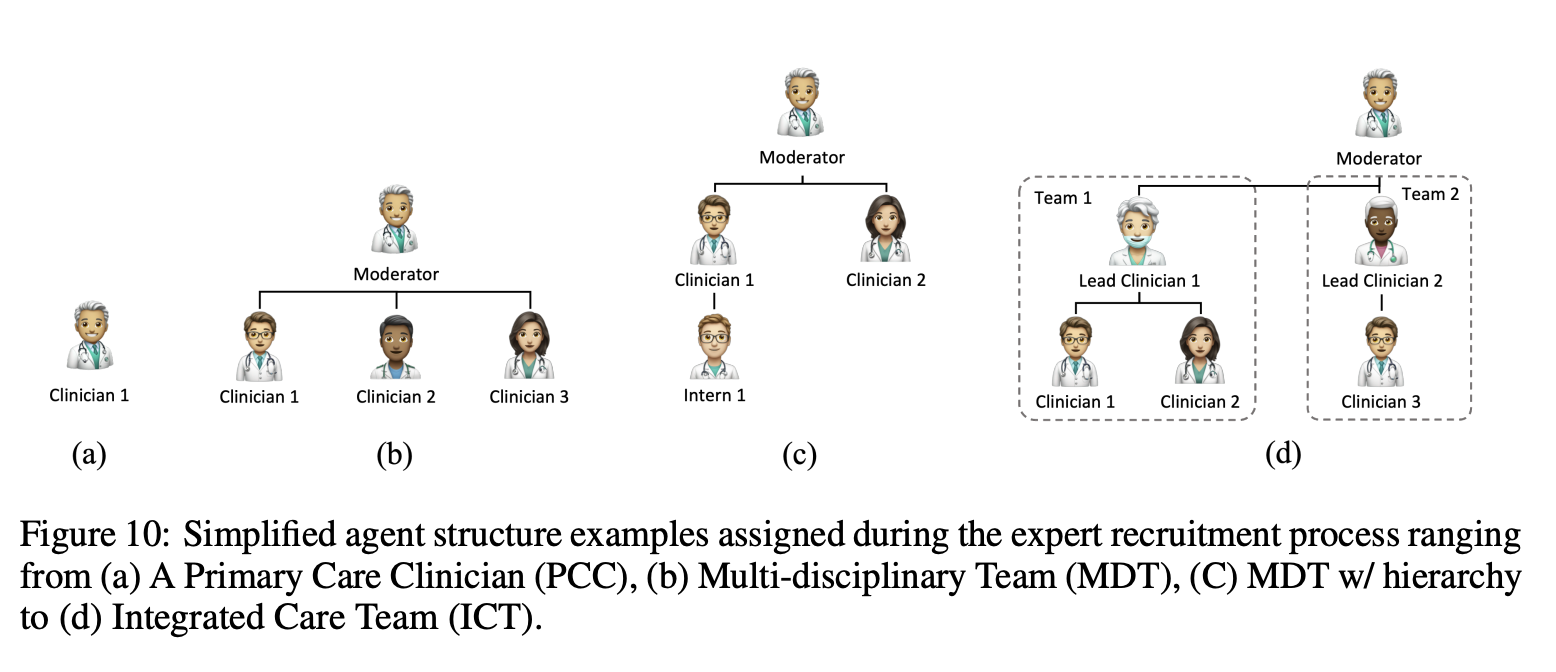 Clinician 1
(a)
Moderator
Clinician 1
Clinician 2
Clinician 3
(b)
Moderator
Clinician 1
Clinician 2
Intern 1
(c)
Moderator
Team 1
Lead Clinician 1
Clinician 1
Clinician 2
Team 2
Lead Clinician 2
Clinician 3
(d)
Figure 10: Simplified agent structure examples assigned during the expert recruitment process ranging
from (a) A Primary Care Clinician (PCC), (b) Multi-disciplinary Team (MDT), (C) MDT w/ hierarchy
to (d) Integrated Care Team (ICT).